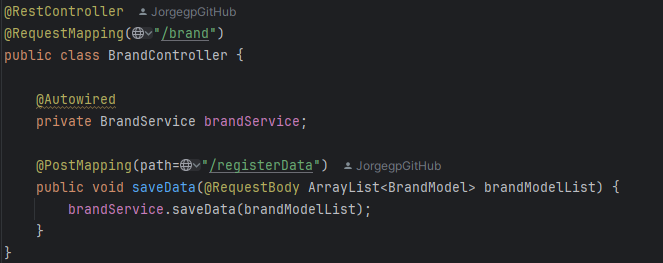 @RestController JorgegpGitHub
@RequestMapping("/brand")
public class BrandController {
@Autowired
private BrandService brandService;
@PostMapping(path="/registerData") JorgegpGitHub
public void saveData(@RequestBody ArrayList<BrandModel> brandModelList) {
brandService.saveData(brandModelList);
}
}